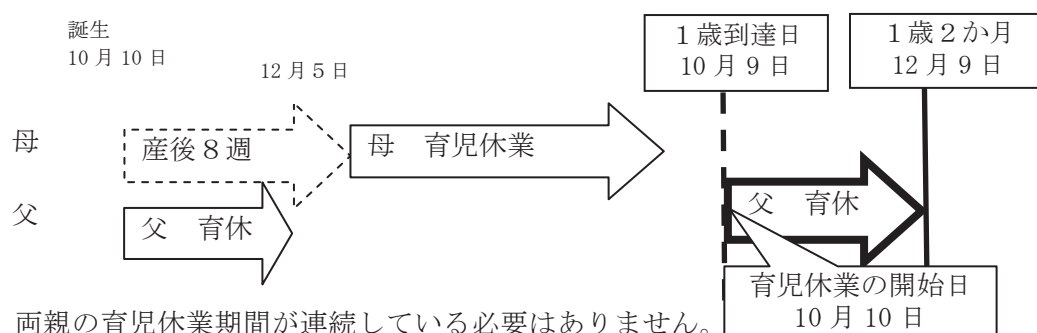 誕生
10月10日
12月5日
1歳到達日
10月9日
1歳2か月
12月9日
母
産後8週
母 育児休業
父
父 育休
父 育休
育児休業の開始日
10月10日
両親の育児休業期間が連続している必要はありません。